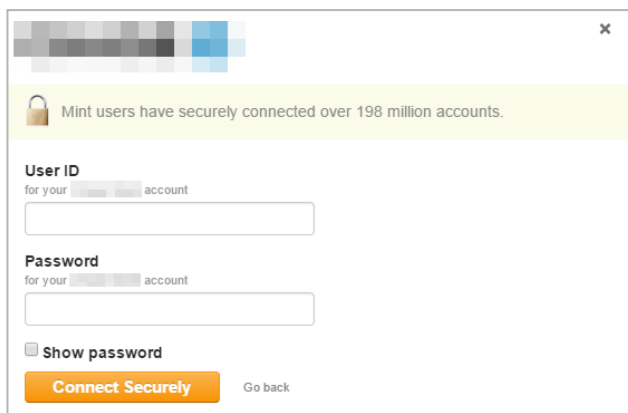 ×
Mint users have securely connected over 198 million accounts.
User ID
for your account
Password
for your account
Show password
Connect Securely Go back